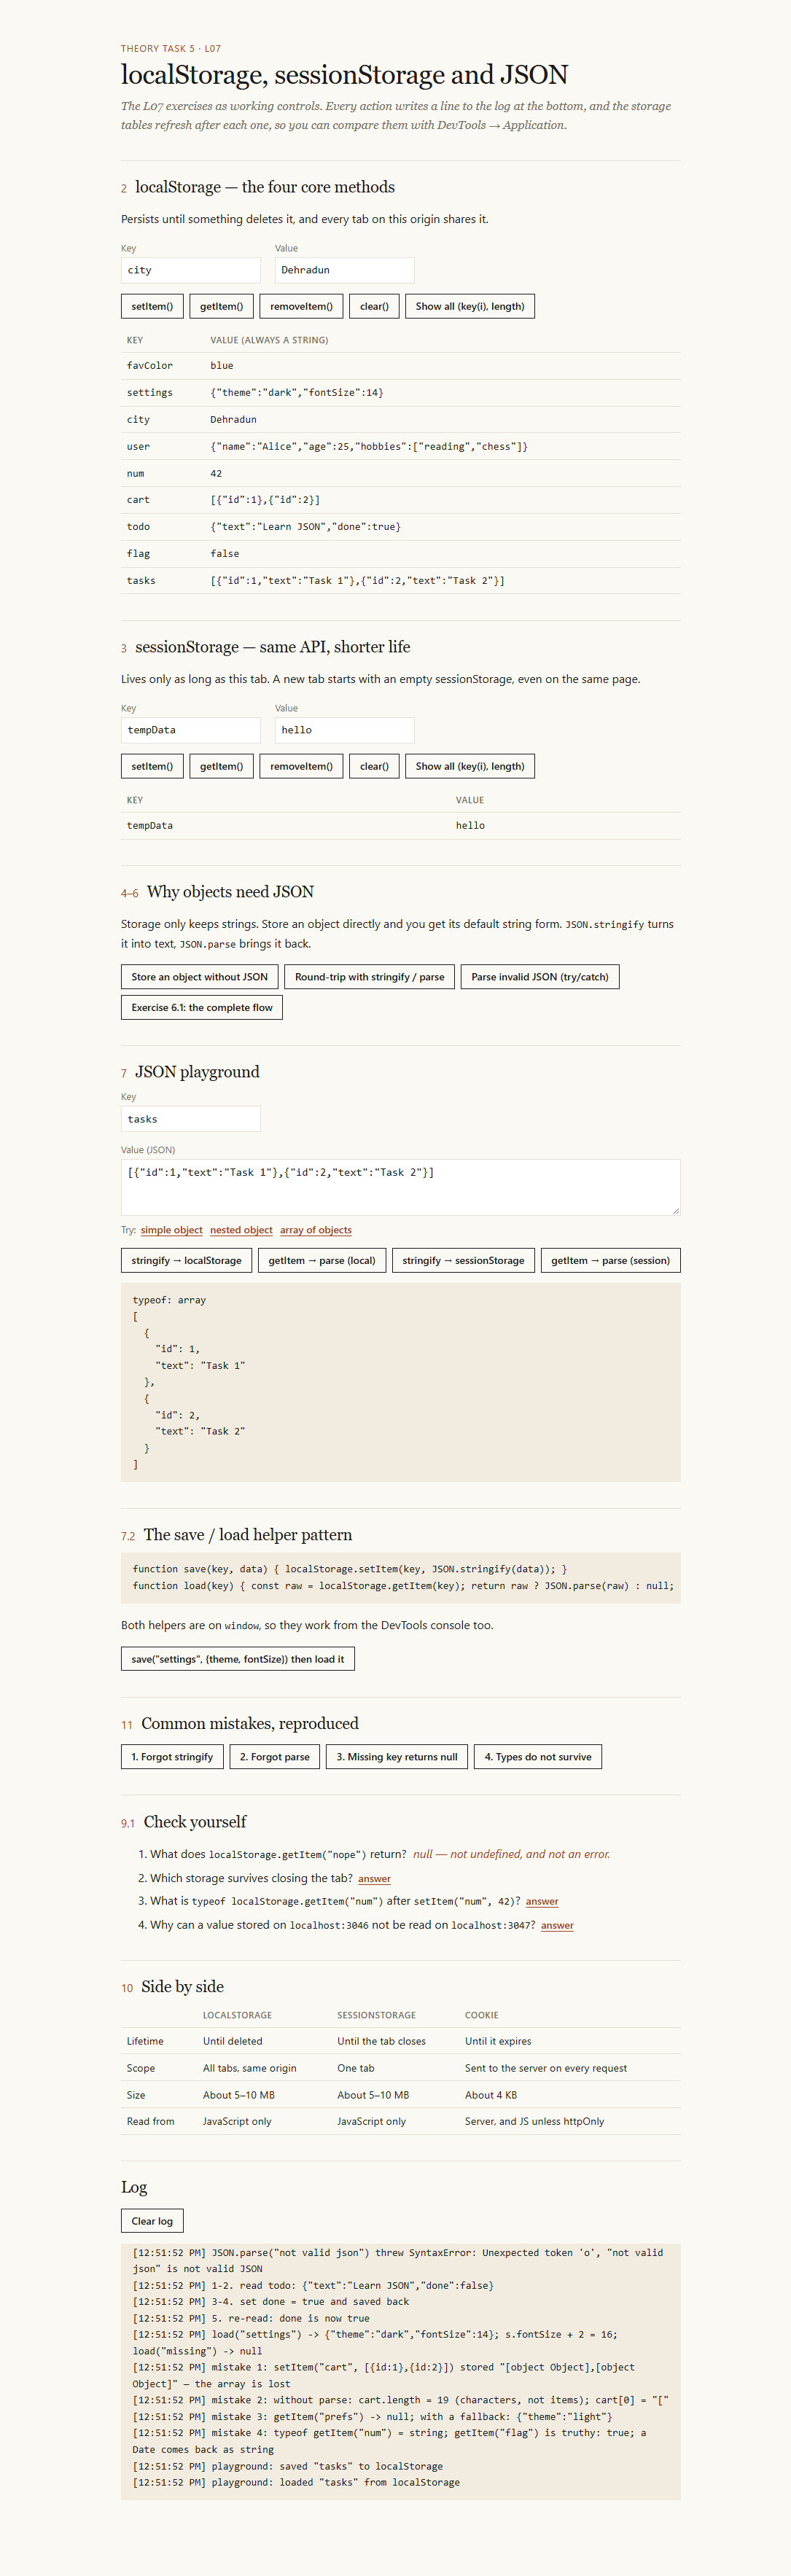 THEORY TASK 5 · L07
localStorage, sessionStorage and JSON
The L07 exercises as working controls. Every action writes a line to the log at the bottom, and the storage
tables refresh after each one, so you can compare them with DevTools → Application.
2 localStorage — the four core methods
Persists until something deletes it, and every tab on this origin shares it.
Key Value
city Dehradun
setItem() getItem() removeItem() clear() Show all (key(i), length)
KEY VALUE (ALWAYS A STRING)
favColor blue
settings {"theme":"dark","fontSize":14}
city Dehradun
user {"name":"Alice","age":25,"hobbies":["reading","chess"]}
num 42
cart [{"id":1},{"id":2}]
todo {"text":"Learn JSON","done":true}
flag false
tasks [{"id":1,"text":"Task 1"},{"id":2,"text":"Task 2"}]
3 sessionStorage — same API, shorter life
Lives only as long as this tab. A new tab starts with an empty sessionStorage, even on the same page.
Key Value
tempData hello
setItem() getItem() removeItem() clear() Show all (key(i), length)
KEY VALUE
tempData hello
4–6 Why objects need JSON
Storage only keeps strings. Store an object directly and you get its default string form. JSON.stringify turns
it into text, JSON.parse brings it back.
Store an object without JSON Round-trip with stringify / parse Parse invalid JSON (try/catch)
Exercise 6.1: the complete flow
7 JSON playground
Key
tasks
Value (JSON)
[{"id":1,"text":"Task 1"},{"id":2,"text":"Task 2"}]
Try: simple object nested object array of objects
stringify → localStorage getItem → parse (local) stringify → sessionStorage getItem → parse (session)
typeof: array
[
  {
    "id": 1,
    "text": "Task 1"
  },
  {
    "id": 2,
    "text": "Task 2"
  }
]
7.2 The save / load helper pattern
function save(key, data) { localStorage.setItem(key, JSON.stringify(data)); }
function load(key) { const raw = localStorage.getItem(key); return raw ? JSON.parse(raw) : null;
Both helpers are on window, so they work from the DevTools console too.
save("settings", {theme, fontSize}) then load it
11 Common mistakes, reproduced
1. Forgot stringify 2. Forgot parse 3. Missing key returns null 4. Types do not survive
9.1 Check yourself
1. What does localStorage.getItem("nope") return? null — not undefined, and not an error.
2. Which storage survives closing the tab? answer
3. What is typeof localStorage.getItem("num") after setItem("num", 42)? answer
4. Why can a value stored on localhost:3046 not be read on localhost:3047? answer
10 Side by side
LOCALSTORAGE SESSIONSTORAGE COOKIE
Lifetime Until deleted Until the tab closes Until it expires
Scope All tabs, same origin One tab Sent to the server on every request
Size About 5–10 MB About 5–10 MB About 4 KB
Read from JavaScript only JavaScript only Server, and JS unless httpOnly
Log
Clear log
[12:51:52 PM] JSON.parse("not valid json") threw SyntaxError: Unexpected token 'o', "not valid
json" is not valid JSON
[12:51:52 PM] 1-2. read todo: {"text":"Learn JSON","done":false}
[12:51:52 PM] 3-4. set done = true and saved back
[12:51:52 PM] 5. re-read: done is now true
[12:51:52 PM] load("settings") -> {"theme":"dark","fontSize":14}; s.fontSize + 2 = 16;
load("missing") -> null
[12:51:52 PM] mistake 1: setItem("cart", [{id:1},{id:2}]) stored "[object Object],[object
Object]" — the array is lost
[12:51:52 PM] mistake 2: without parse: cart.length = 19 (characters, not items); cart[0] = "["
[12:51:52 PM] mistake 3: getItem("prefs") -> null; with a fallback: {"theme":"light"}
[12:51:52 PM] mistake 4: typeof getItem("num") = string; getItem("flag") is truthy: true; a
Date comes back as string
[12:51:52 PM] playground: saved "tasks" to localStorage
[12:51:52 PM] playground: loaded "tasks" from localStorage